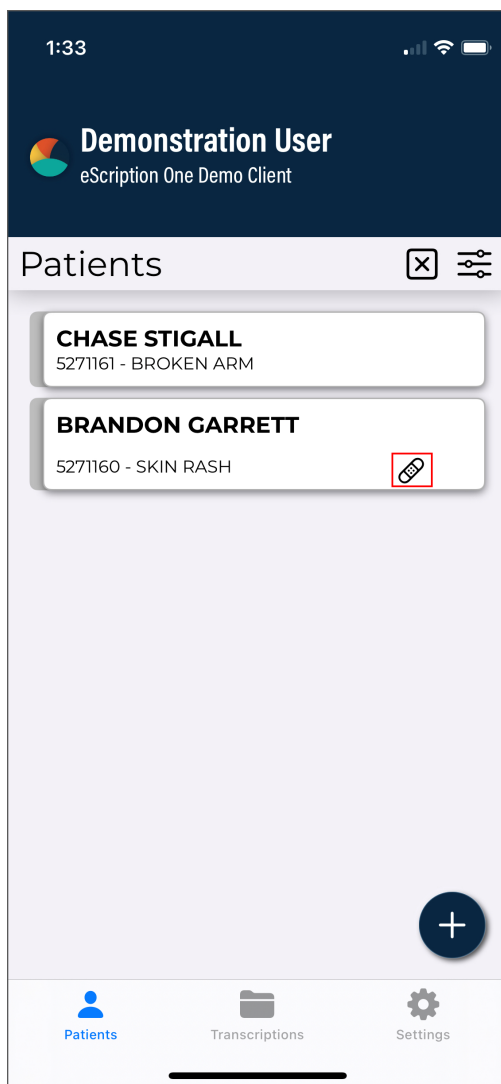 1:33
Demonstration User
eScription One Demo Client
Patients
CHASE STIGALL
5271161 - BROKEN ARM
BRANDON GARRETT
5271160 - SKIN RASH
Patients
Transcriptions
Settings